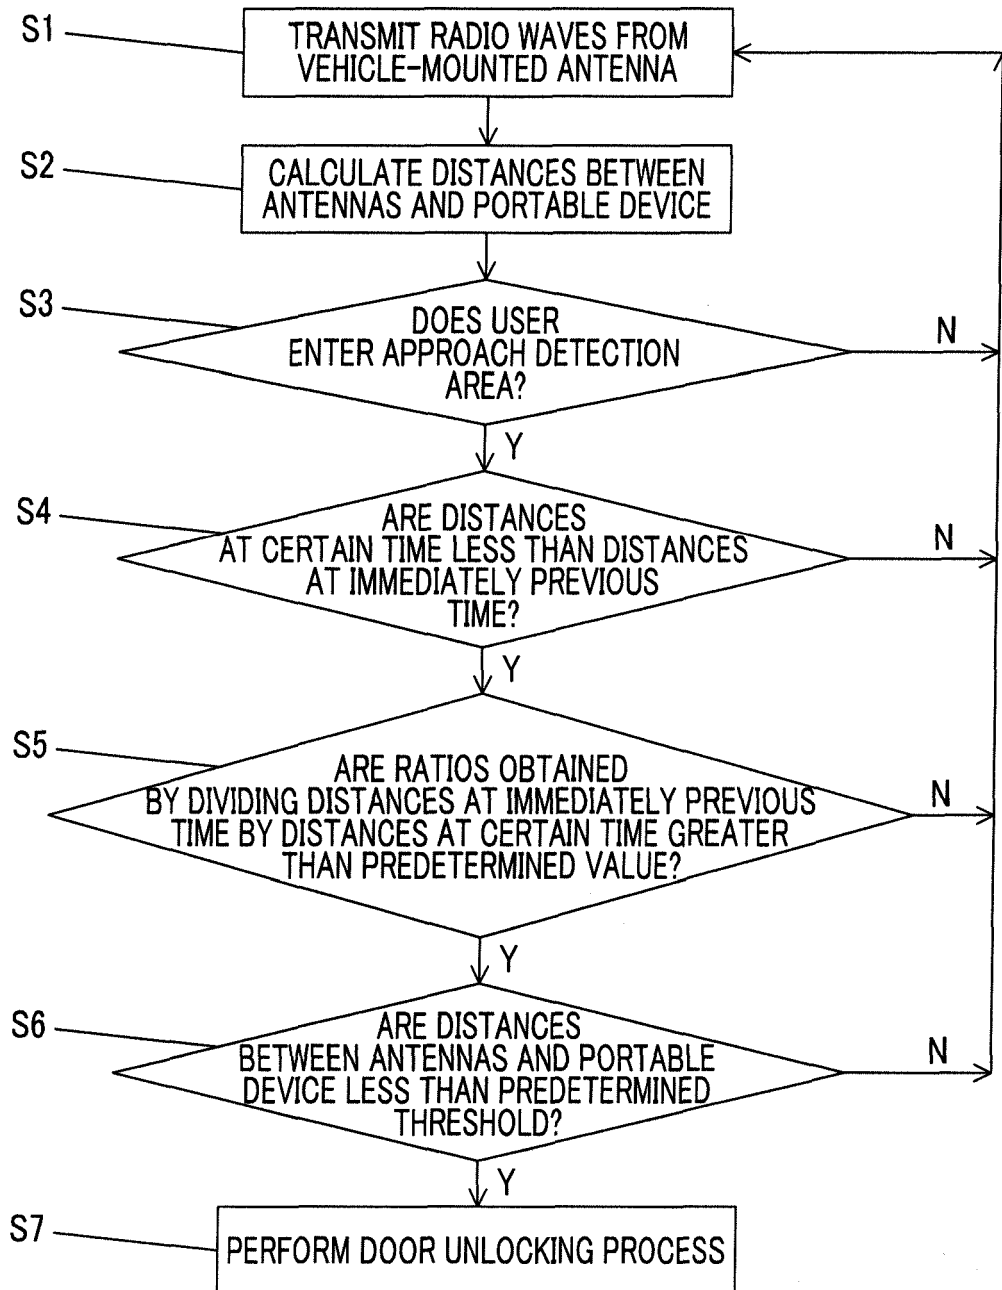 S1
TRANSMIT RADIO WAVES FROM
VEHICLE-MOUNTED ANTENNA
S2
CALCULATE DISTANCES BETWEEN
ANTENNAS AND PORTABLE DEVICE
S3
DOES USER
ENTER APPROACH DETECTION
AREA?
N
Y
S4
ARE DISTANCES
AT CERTAIN TIME LESS THAN DISTANCES
AT IMMEDIATELY PREVIOUS
TIME?
N
Y
S5
ARE RATIOS OBTAINED
BY DIVIDING DISTANCES AT IMMEDIATELY PREVIOUS
TIME BY DISTANCES AT CERTAIN TIME GREATER
THAN PREDETERMINED VALUE?
N
Y
S6
ARE DISTANCES
BETWEEN ANTENNAS AND PORTABLE
DEVICE LESS THAN PREDETERMINED
THRESHOLD?
N
Y
S7
PERFORM DOOR UNLOCKING PROCESS